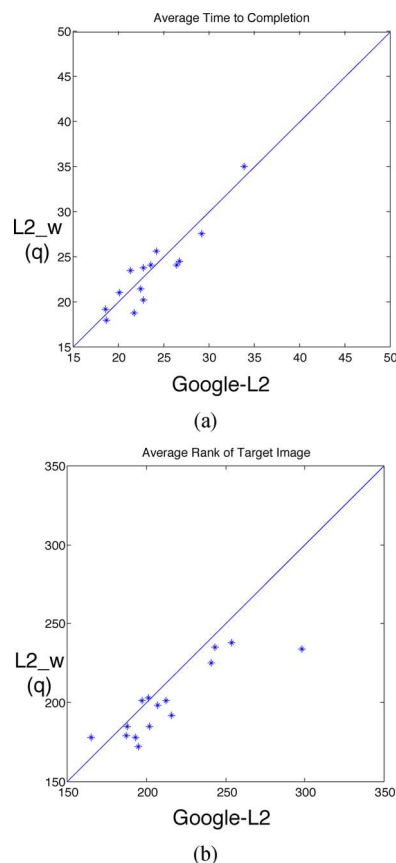 Average Time to Completion
50
45
40
35
30
25
20
15
L2_w
(q)
15 20 25 30 35 40 45 50
Google-L2
(a)
Average Rank of Target Image
350
300
250
200
150
L2_w
(q)
150 200 250 300 350
Google-L2
(b)